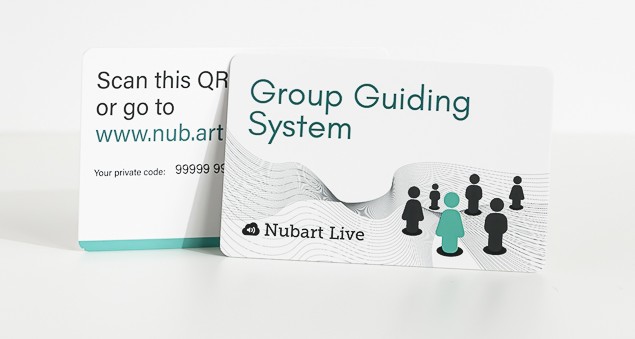 Scan this QR
or go to
www.nub.art
Your private code: 99999 99
Group Guiding
System
Nubart Live